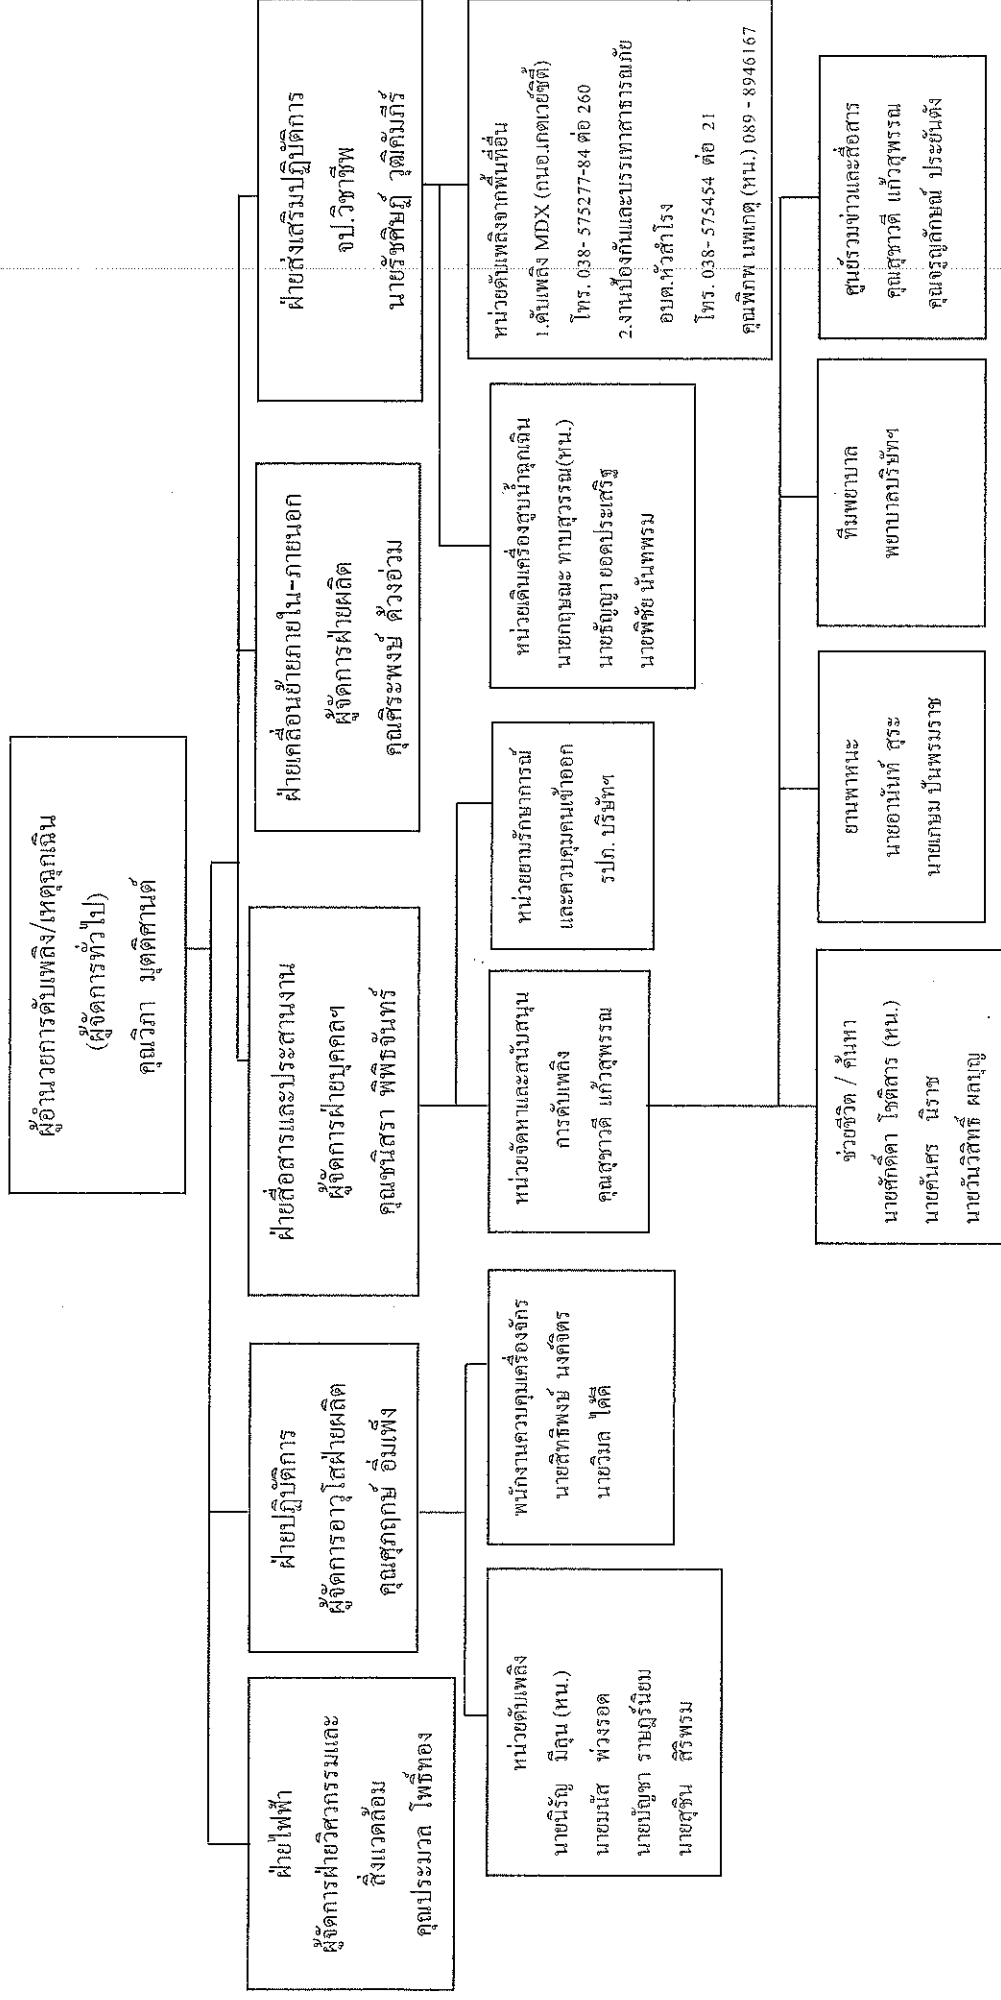 ผู้อำนวยการดับเพลิง/เหตุฉุกเฉิน
(ผู้จัดการทั่วไป)
คุณวิภา มุตติศานต์
ฝ่ายไฟฟ้า
ผู้จัดการฝ่ายวิศวกรรมและ
สิ่งแวดล้อม
คุณประมวล โพธิ์ทอง
ฝ่ายปฏิบัติการ
ผู้จัดการอาวุโสฝ่ายผลิต
คุณศุภฤกษ์ อิ่มเพ็ง
ฝ่ายสื่อสารและประสานงาน
ผู้จัดการฝ่ายบุคคลฯ
คุณชนิสรา พิพิธจันทร์
ฝ่ายเคลื่อนย้ายภายใน-ภายนอก
ผู้จัดการฝ่ายผลิต
คุณศิระพงษ์ ด้วงอ่วม
ฝ่ายส่งเสริมปฏิบัติการ
จป.วิชาชีพ
นายรัชศิษฏ์ วุฒิคัมภีร์
หน่วยดับเพลิง
นายนิรัญ มีลุน (หน.)
นายมนัส พ่วงรอด
นายบัญชา ราษฎร์นิยม
นายสุชิน สิริพรม
พนักงานควบคุมเครื่องจักร
นายสิทธิพงษ์ นงค์จิตร
นายวิมล ได้ดี
หน่วยจัดหาและสนับสนุน
การดับเพลิง
คุณสุชาวดี แก้วสุพรรณ
หน่วยยามรักษาการณ์
และควบคุมคนเข้าออก
รปภ. บริษัทฯ
หน่วยเดินเครื่องสูบน้ำฉุกเฉิน
นายกฤษณะ ทาบสุวรรณ(หน.)
นายธัญญา ยอดประเสริฐ
นายพิชัย นันทพรม
หน่วยดับเพลิงจากพื้นที่อื่น
1.ดับเพลิง MDX (ถนอ.เกตเวย์ซิตี้)
โทร. 038- 575277-84 ต่อ 260
2.งานป้องกันและบรรเทาสาธารณภัย
อบต.หัวสำโรง
โทร. 038- 575454 ต่อ 21
คุณพิภพ นพเกตุ (หน.) 089 - 8946167
ช่วยชีวิต / ค้นหา
นายศักดิ์ดา โชติสาร (หน.)
นายคันศร นิราช
นายวันวิสิทธิ์ ผลบุญ
ยานพาหนะ
นายอานันท์ สุระ
นายเกษม ปั้นพรมราช
ทีมพยาบาล
พยาบาลบริษัทฯ
ศูนย์รวมข่าวและสื่อสาร
คุณสุชาวดี แก้วสุพรรณ
คุณจรูญลักษณ์ ประยันตัง